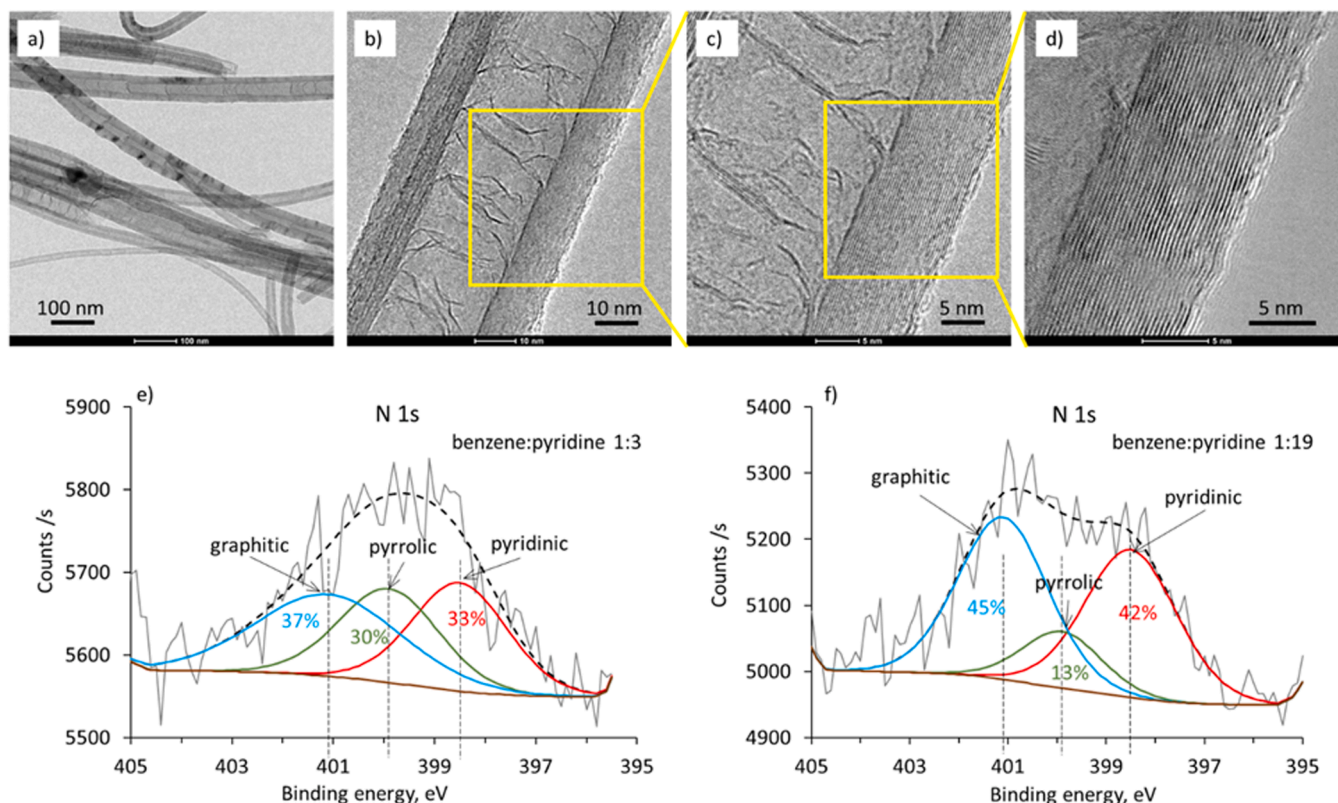 a)
b)
c)
d)
100 nm
10 nm
5 nm
5 nm
100 nm
10 nm
5 nm
5 nm
e)
N 1s
benzene:pyridine 1:3
5900
5800
5700
5600
5500
Counts /s
graphitic
pyrrolic
pyridinic
37%
30%
33%
405
403
401
399
397
395
Binding energy, eV
f)
N 1s
benzene:pyridine 1:19
5400
5300
5200
5100
5000
4900
Counts /s
graphitic
pyridinic
pyrrolic
45%
42%
13%
405
403
401
399
397
395
Binding energy, eV